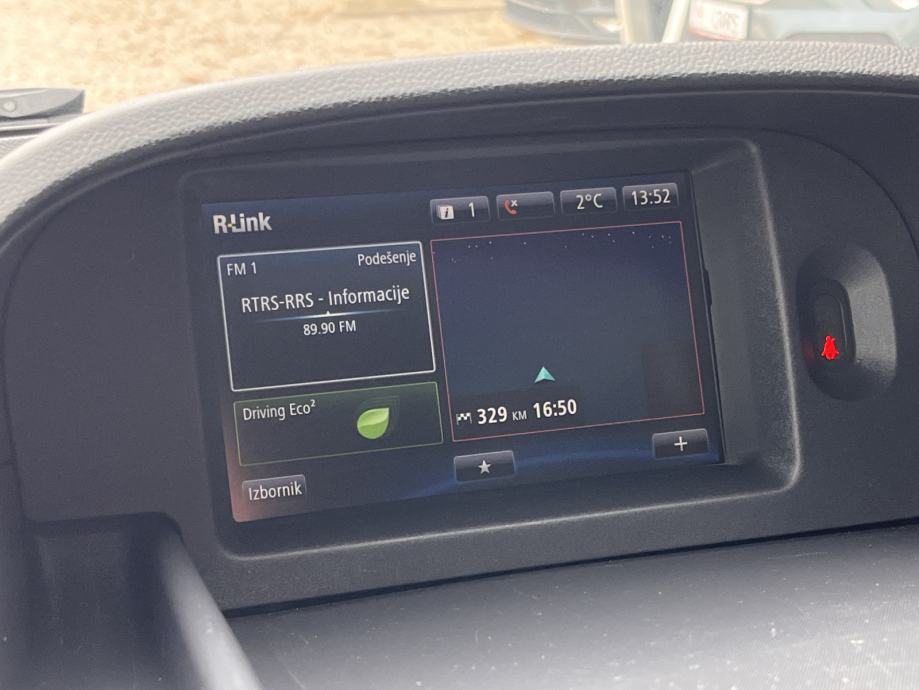 R-Link
1
2°C
13:52
FM 1
Podešenje
RTRS-RRS - Informacije
89.90 FM
Driving Eco²
329 KM 16:50
Izbornik